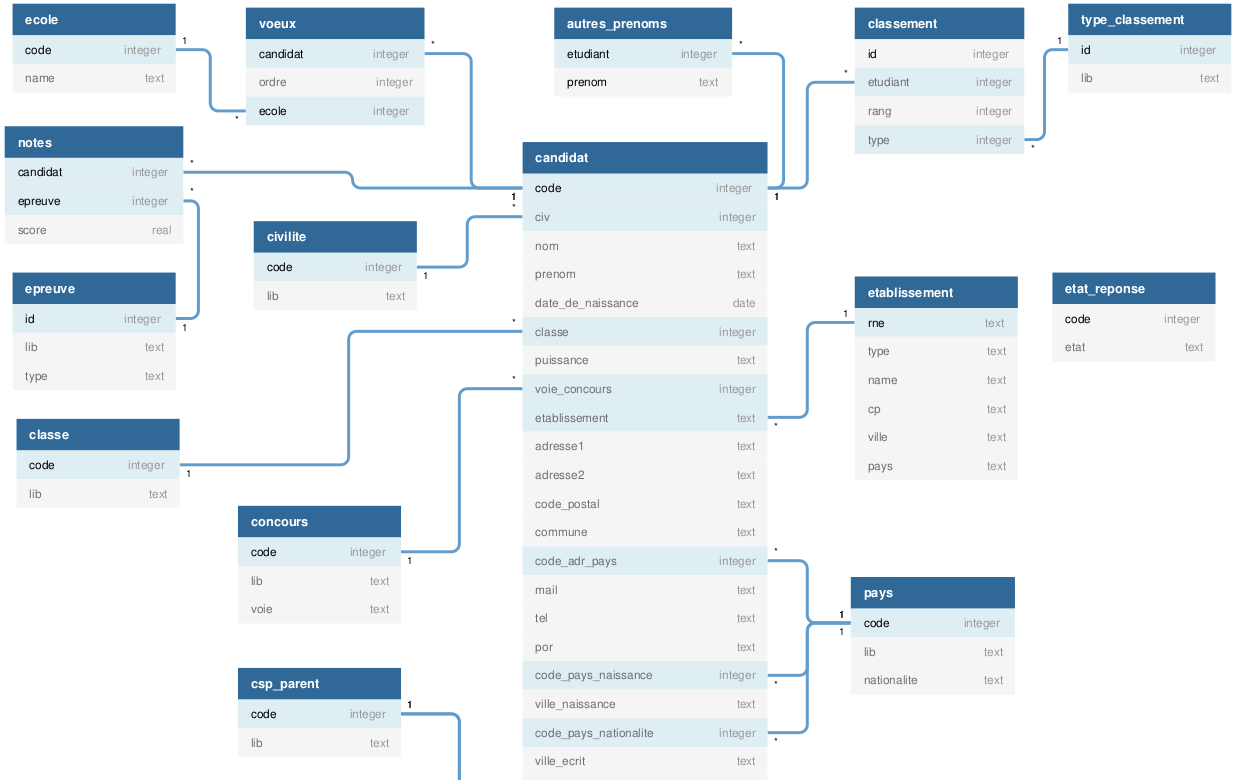 ecole
code integer
name text
voeux
candidat integer
ordre integer
ecole integer
autres_prenoms
etudiant integer
prenom text
classement
id integer
etudiant integer
rang integer
type integer
type_classement
id integer
lib text
notes
candidat integer
epreuve integer
score real
epreuve
id integer
lib text
type text
civilite
code integer
lib text
classe
code integer
lib text
concours
code integer
lib text
voie text
csp_parent
code integer
lib text
candidat
code integer
civ integer
nom text
prenom text
date_de_naissance date
classe integer
puissance text
voie_concours integer
etablissement text
adresse1 text
adresse2 text
code_postal text
commune text
code_adr_pays integer
mail text
tel text
por text
code_pays_naissance integer
ville_naissance text
code_pays_nationalite integer
ville_ecrit text
etablissement
rne text
type text
name text
cp text
ville text
pays text
etat_reponse
code integer
etat text
pays
code integer
lib text
nationalite text
1
*
*
*
1
*
*
1
*
*
1
1
*
1
*
1
*
1
*
1
*
*
*
1
1
1